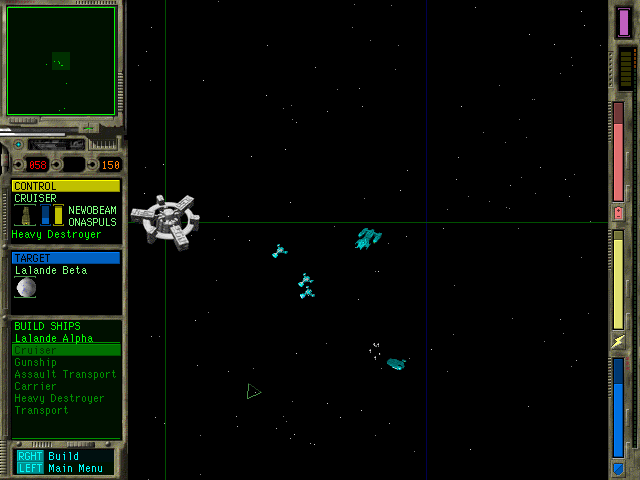 058 150
CONTROL
CRUISER
NEWOBEAM
ONASPULS
Heavy Destroyer
TARGET
Lalande Beta
BUILD SHIPS
Lalande Alpha
Cruiser
Gunship
Assault Transport
Carrier
Heavy Destroyer
Transport
RGHT Build
LEFT Main Menu